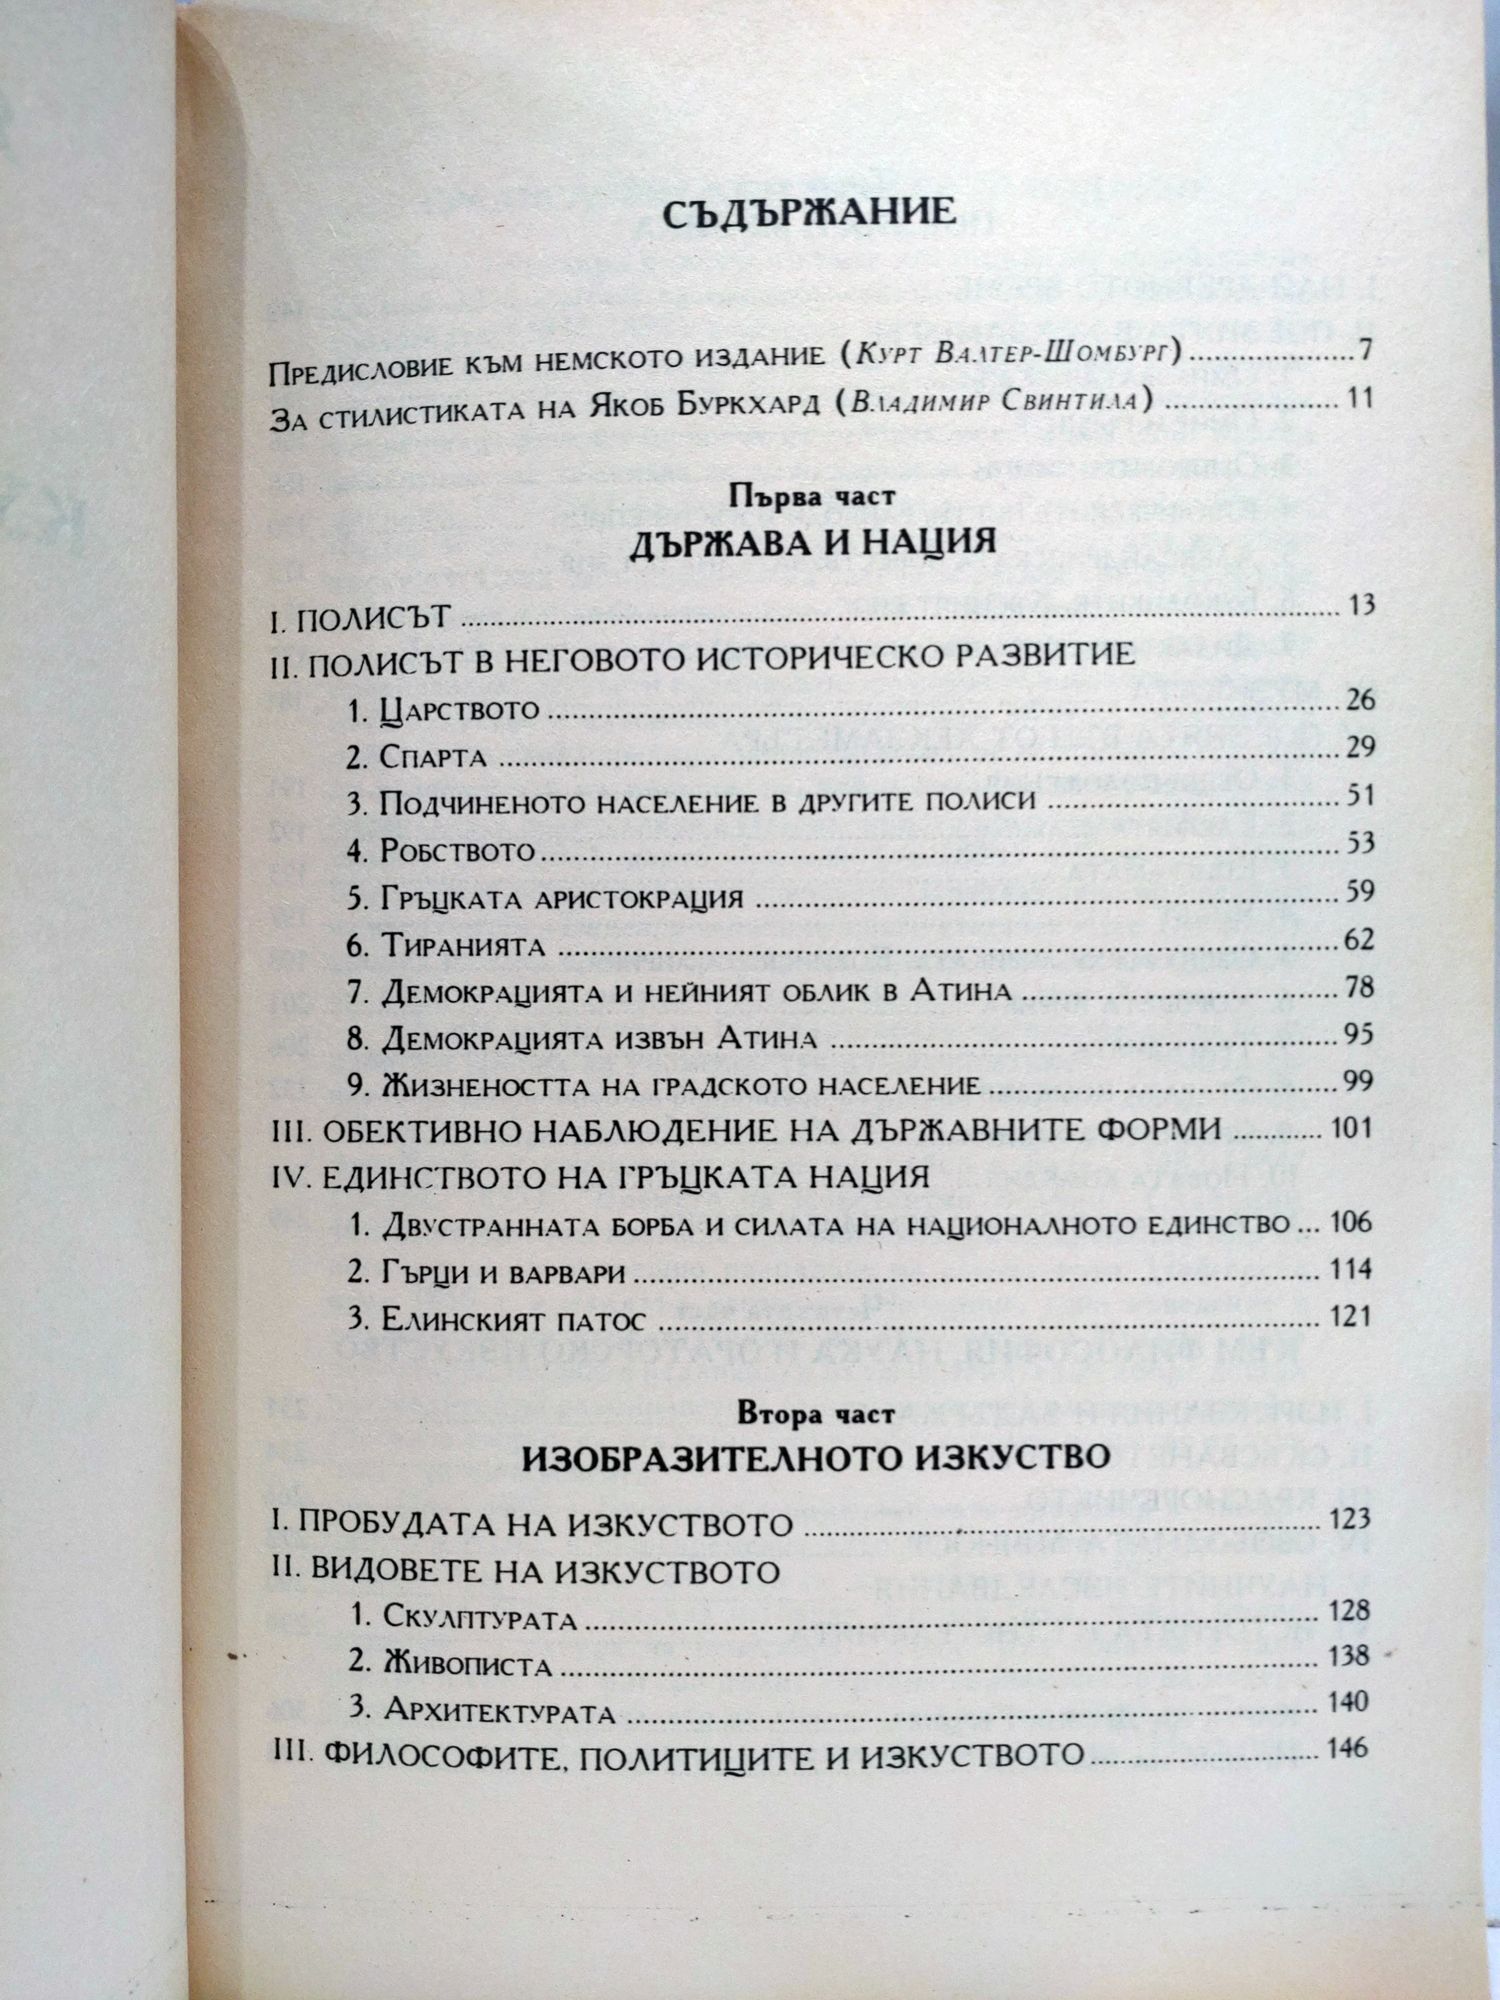 СЪДЪРЖАНИЕ
Предисловие към немското издание (Курт Валтер-Шомбург) ..................... 7
За стилистиката на Якоб Буркхард (Владимир Свинтила) ..................... 11
Първа част
ДЪРЖАВА И НАЦИЯ
I. ПОЛИСЪТ ..................... 13
II. ПОЛИСЪТ В НЕГОВОТО ИСТОРИЧЕСКО РАЗВИТИЕ
1. Царството ..................... 26
2. Спарта ..................... 29
3. Подчиненото население в другите полиси ..................... 51
4. Робството ..................... 53
5. Гръцката аристокрация ..................... 59
6. Тиранията ..................... 62
7. Демокрацията и нейният облик в Атина ..................... 78
8. Демокрацията извън Атина ..................... 95
9. Жизнеността на градското население ..................... 99
III. ОБЕКТИВНО НАБЛЮДЕНИЕ НА ДЪРЖАВНИТЕ ФОРМИ ............ 101
IV. ЕДИНСТВОТО НА ГРЪЦКАТА НАЦИЯ
1. Двустранната борба и силата на националното единство ... 106
2. Гърци и варвари ..................... 114
3. Елинският патос ..................... 121
Втора част
ИЗОБРАЗИТЕЛНОТО ИЗКУСТВО
I. ПРОБУДАТА НА ИЗКУСТВОТО ..................... 123
II. ВИДОВЕТЕ НА ИЗКУСТВОТО
1. Скулптурата ..................... 128
2. Живописта ..................... 138
3. Архитектурата ..................... 140
III. ФИЛОСОФИТЕ, ПОЛИТИЦИТЕ И ИЗКУСТВОТО ..................... 146